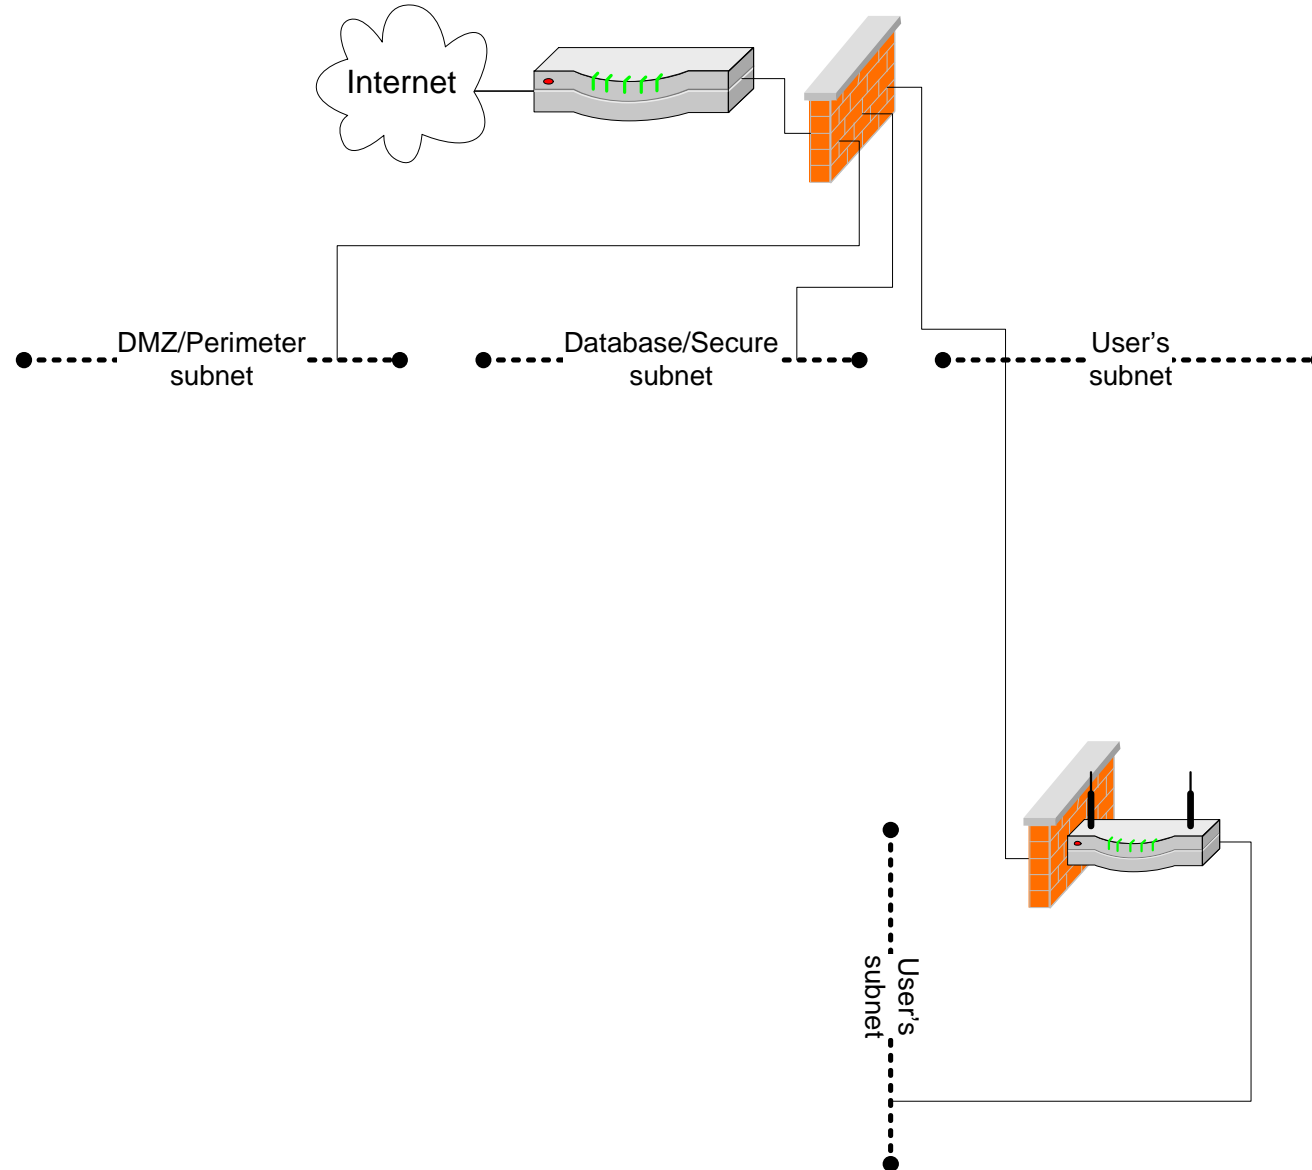 Internet
DMZ/Perimeter
subnet
Database/Secure
subnet
User's
subnet
User's
subnet